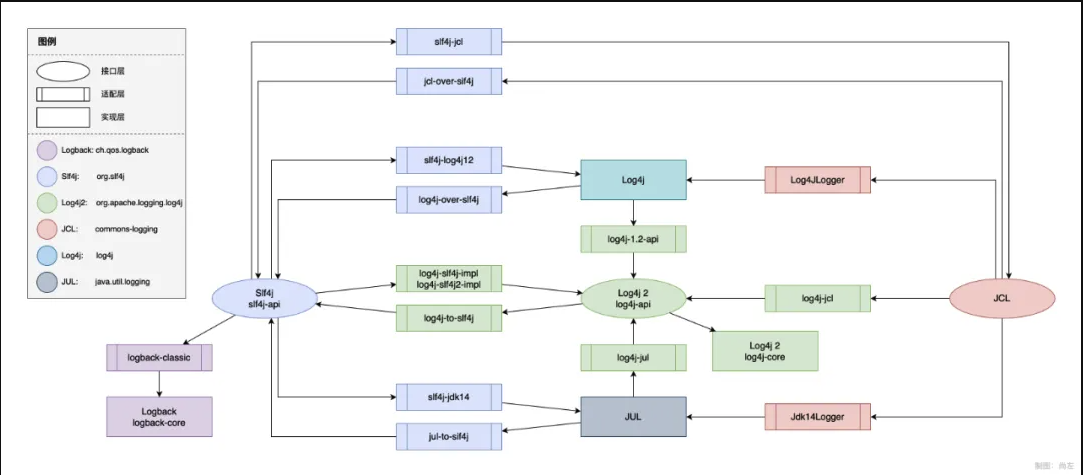 图例
接口层
适配层
实现层
Logback: ch.qos.logback
Slf4j: org.slf4j
Log4j2: org.apache.logging.log4j
JCL: commons-logging
Log4j: log4j
JUL: java.util.logging
slf4j-jcl
jcl-over-slf4j
slf4j-log4j12
log4j-over-slf4j
Log4j
Log4JLogger
log4j-1.2-api
Slf4j
slf4j-api
log4j-slf4j-impl
log4j-slf4j2-impl
log4j-to-slf4j
Log4j 2
log4j-api
log4j-jcl
JCL
logback-classic
log4j-jul
Log4j 2
log4j-core
Logback
logback-core
slf4j-jdk14
jul-to-slf4j
JUL
Jdk14Logger
制图：尚左